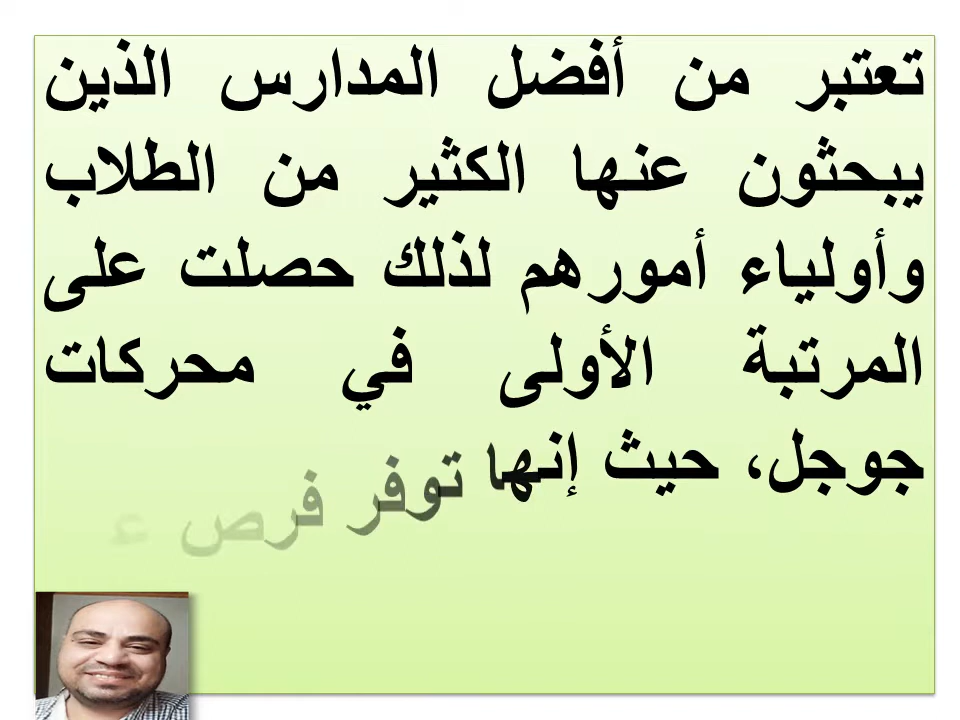 تعتبر من أفضل المدارس الذين
يبحثون عنها الكثير من الطلاب
وأولياء أمورهم لذلك حصلت على
المرتبة الأولى في محركات
جوجل، حيث إنها توفر فرص